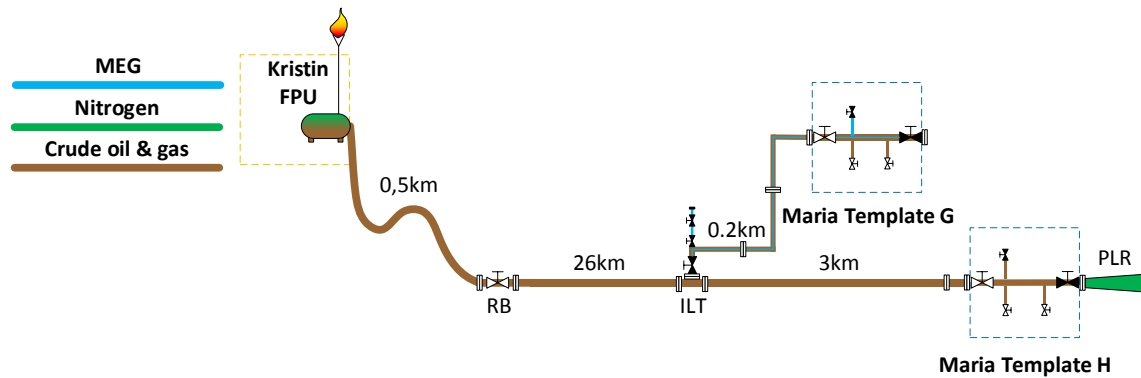 MEG
Nitrogen
Crude oil & gas
Kristin
FPU
0,5km
RB
26km
ILT
0.2km
3km
Maria Template G
PLR
Maria Template H